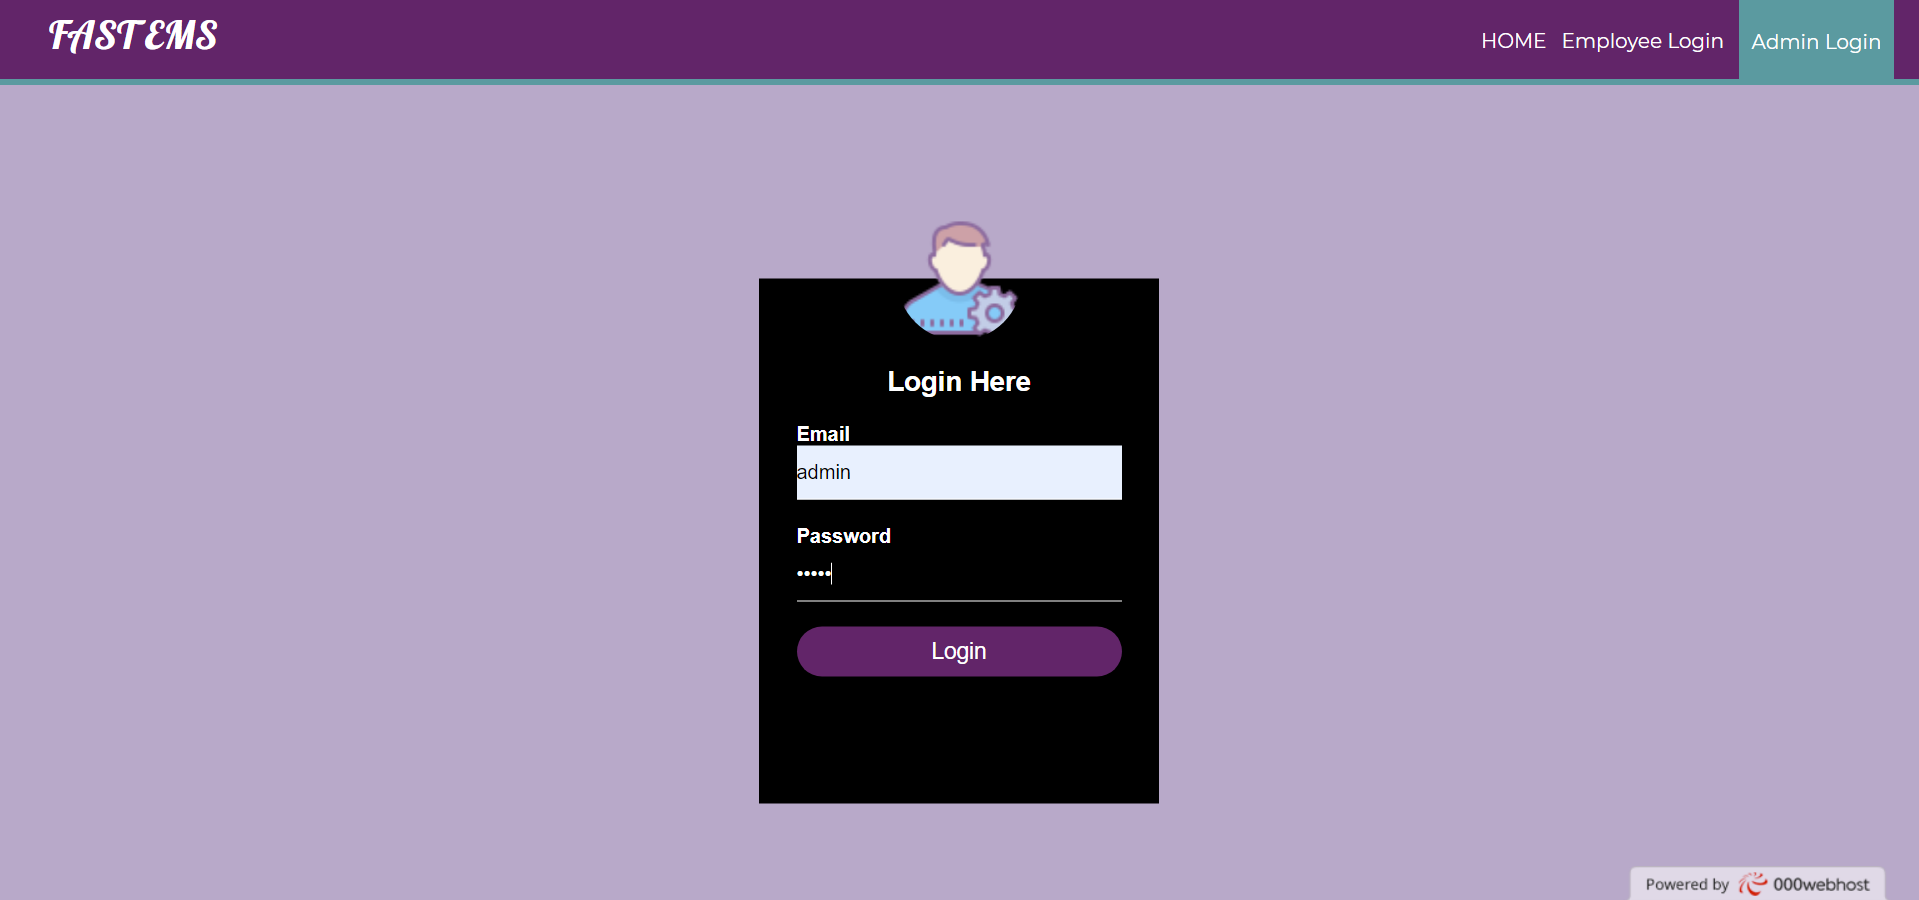 FAST EMS
HOME Employee Login Admin Login
Login Here
Email
admin
Password
•••••
Login
Powered by 000webhost